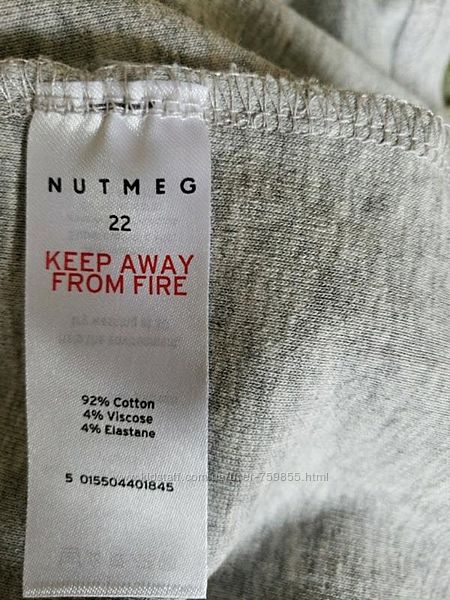 NUTMEG
22
KEEP AWAY
FROM FIRE
92% Cotton
4% Viscose
4% Elastane
5 015504401845